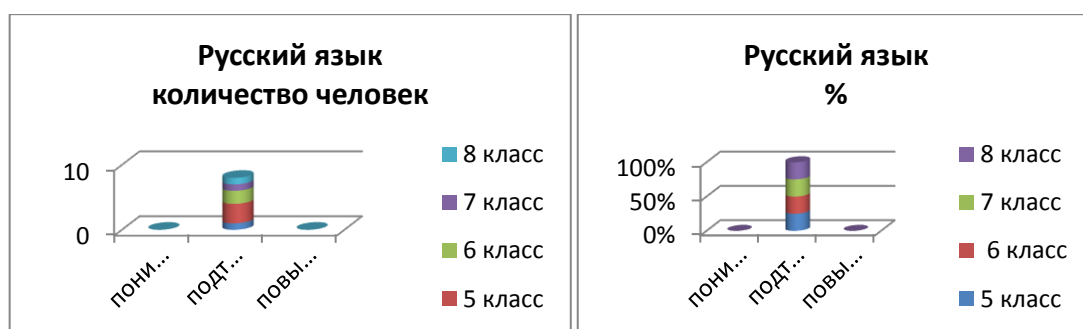 Русский язык
количество человек
10
0
пони...
подт...
повы...
8 класс
7 класс
6 класс
5 класс
Русский язык
%
100%
50%
0%
пони...
подт...
повы...
8 класс
7 класс
6 класс
5 класс